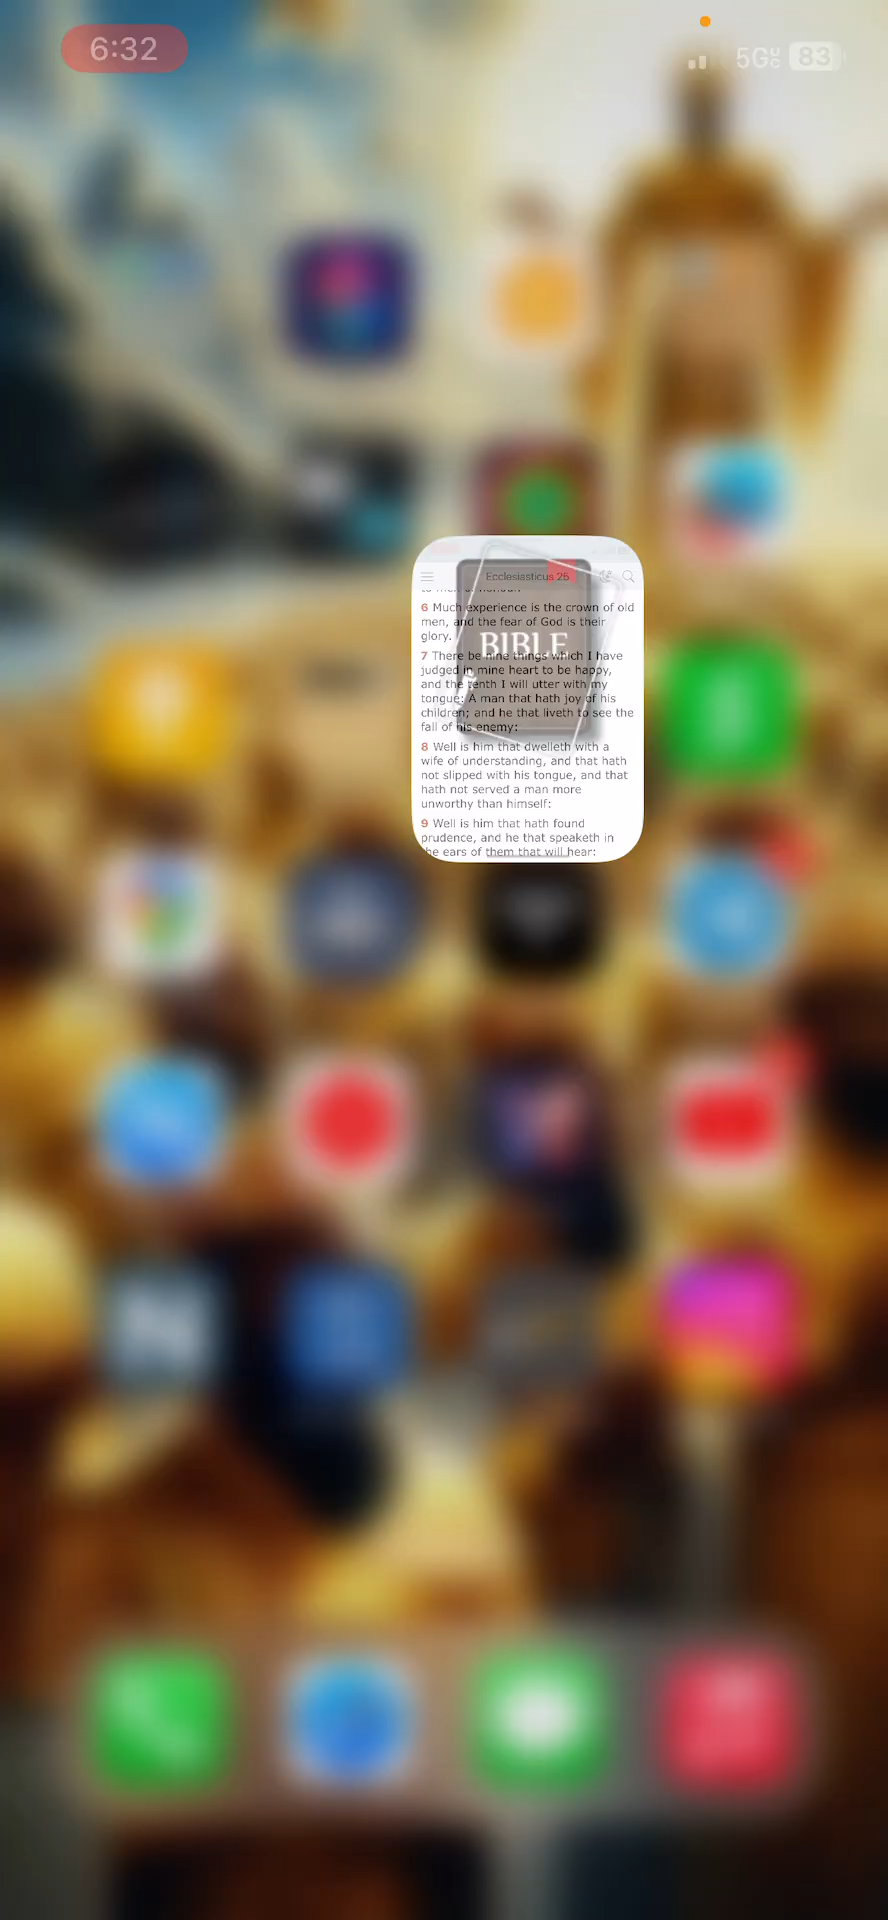 6:32
5G
83
Ecclesiasticus 25
to men of honour.
6 Much experience is the crown of old
men, and the fear of God is their
glory.
BIBLE
7 There be nine things which I have
judged in mine heart to be happy,
and the tenth I will utter with my
tongue: A man that hath joy of his
children; and he that liveth to see the
fall of his enemy:
8 Well is him that dwelleth with a
wife of understanding, and that hath
not slipped with his tongue, and that
hath not served a man more
unworthy than himself:
9 Well is him that hath found
prudence, and he that speaketh in
the ears of them that will hear: